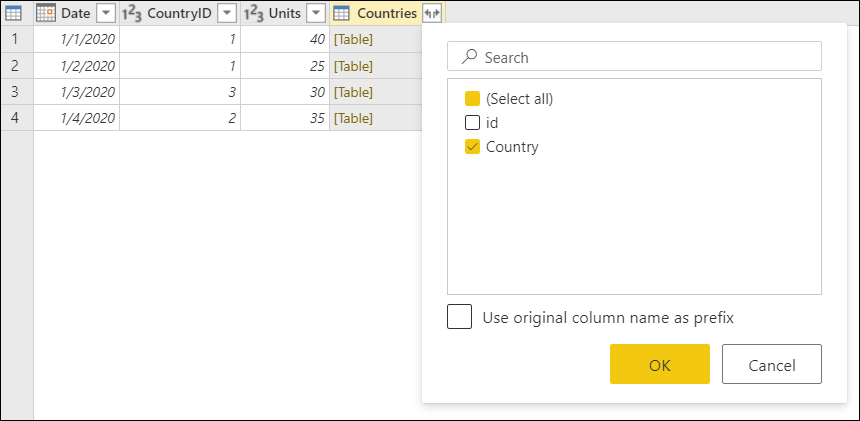 Date 1²3 CountryID 1²3 Units Countries
1 1/1/2020 1 40 [Table]
2 1/2/2020 1 25 [Table]
3 1/3/2020 3 30 [Table]
4 1/4/2020 2 35 [Table]
Search
(Select all)
id
Country
Use original column name as prefix
OK Cancel